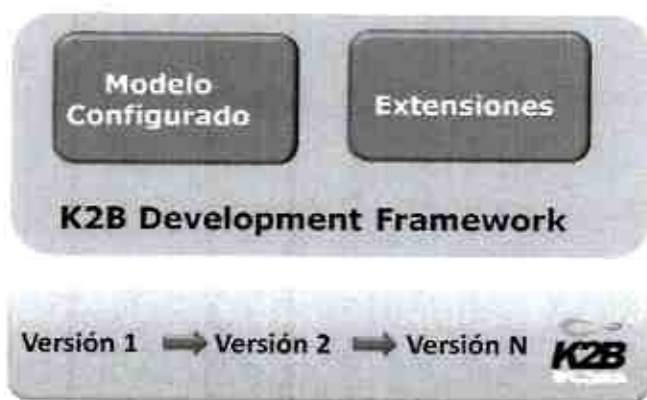 Modelo
Configurado
Extensiones
K2B Development Framework
Versión 1
Versión 2
Versión N
K2B